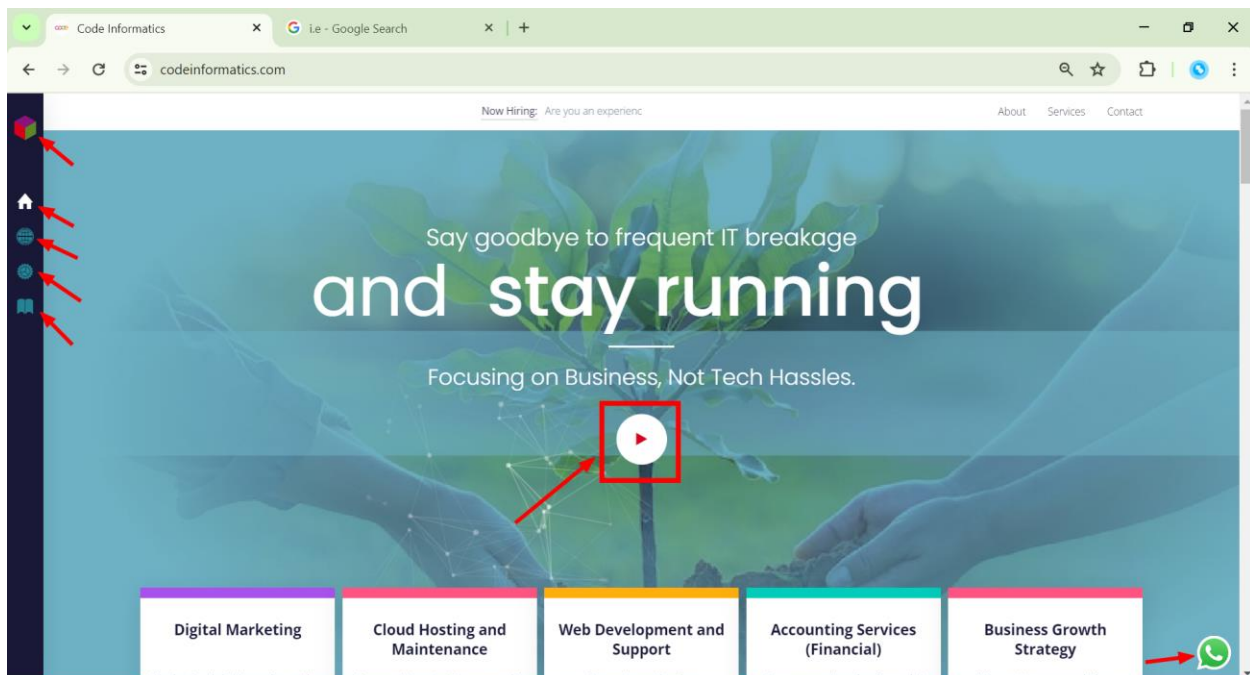 Code Informatics
i.e - Google Search
codeinformatics.com
Now Hiring: Are you an experienc
About Services Contact
Say goodbye to frequent IT breakage
and stay running
Focusing on Business, Not Tech Hassles.
Digital Marketing
Cloud Hosting and
Maintenance
Web Development and
Support
Accounting Services
(Financial)
Business Growth
Strategy